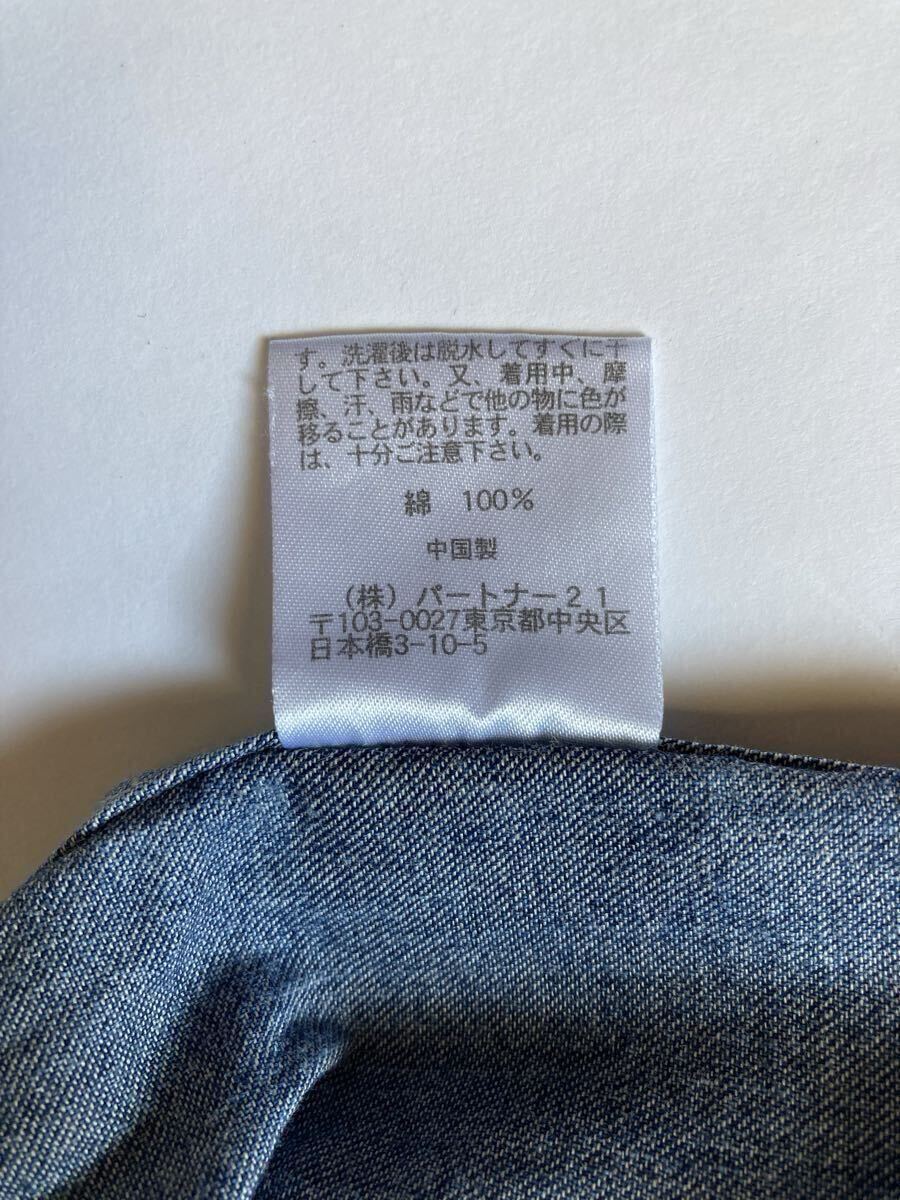 す。洗濯後は脱水してすぐに干
して下さい。又、着用中、摩
擦、汗、雨などで他の物に色が
移ることがあります。着用の際
は、十分ご注意下さい。
綿 100%
中国製
(株) パートナー21
〒103-0027東京都中央区
日本橋3-10-5